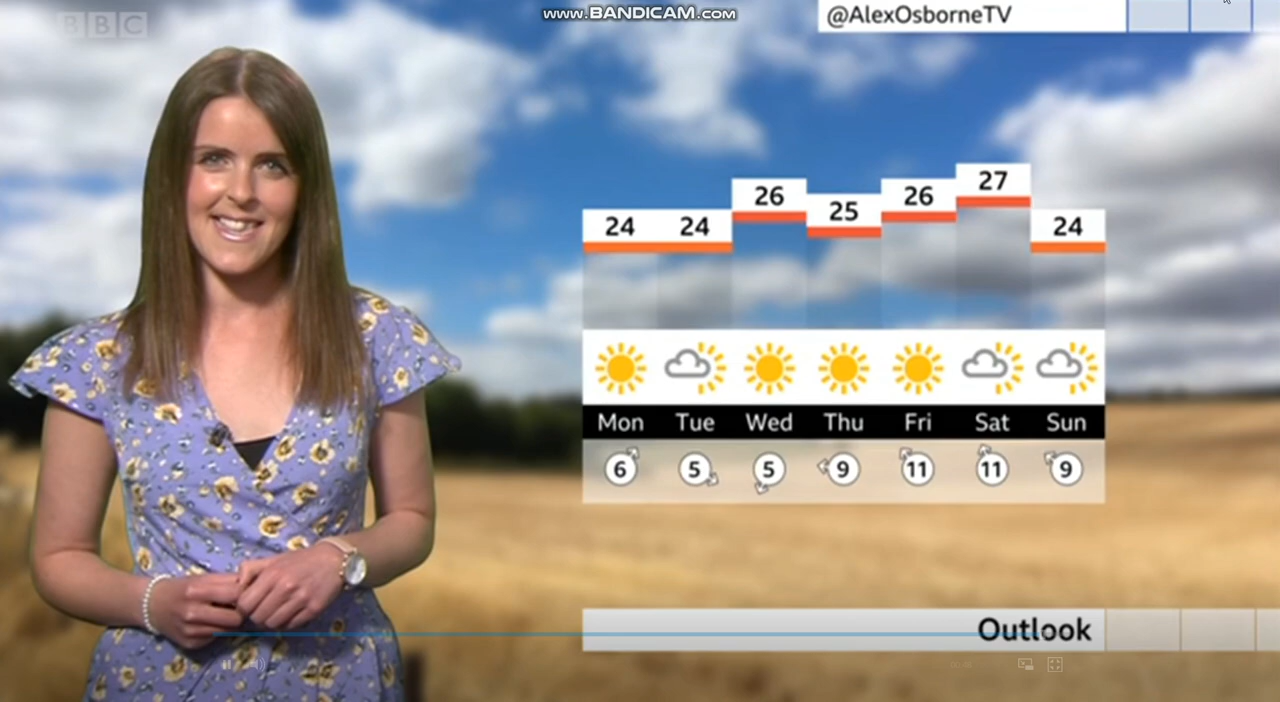 BBC
www.BANDICAM.com
@AlexOsborneTV
24 24 26 25 26 27 24
Mon Tue Wed Thu Fri Sat Sun
6 5 5 9 11 11 9
Outlook